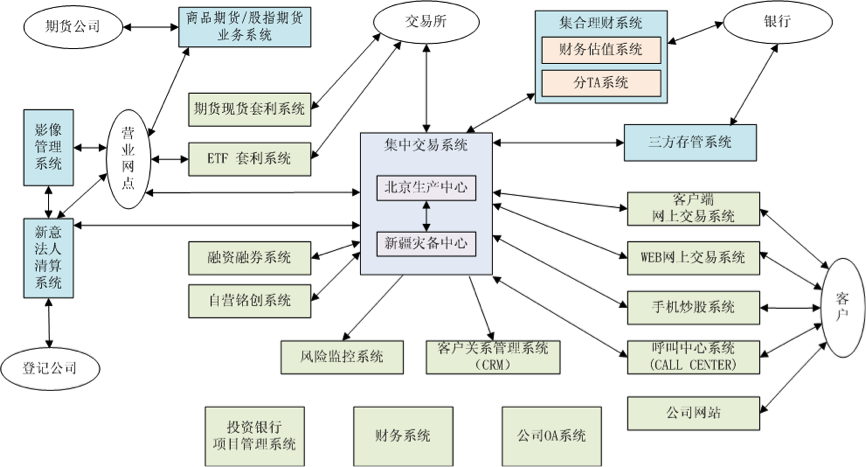 期货公司
商品期货/股指期货
业务系统
交易所
集合理财系统
财务估值系统
分TA系统
银行
期货现货套利系统
影像
管理
系统
营
业
网
点
ETF 套利系统
集中交易系统
三方存管系统
北京生产中心
客户端
网上交易系统
新意
法人
清算
系统
新疆灾备中心
融资融券系统
WEB网上交易系统
自营铭创系统
手机炒股系统
客
户
登记公司
风险监控系统
客户关系管理系统
(CRM)
呼叫中心系统
(CALL CENTER)
公司网站
投资银行
项目管理系统
财务系统
公司OA系统